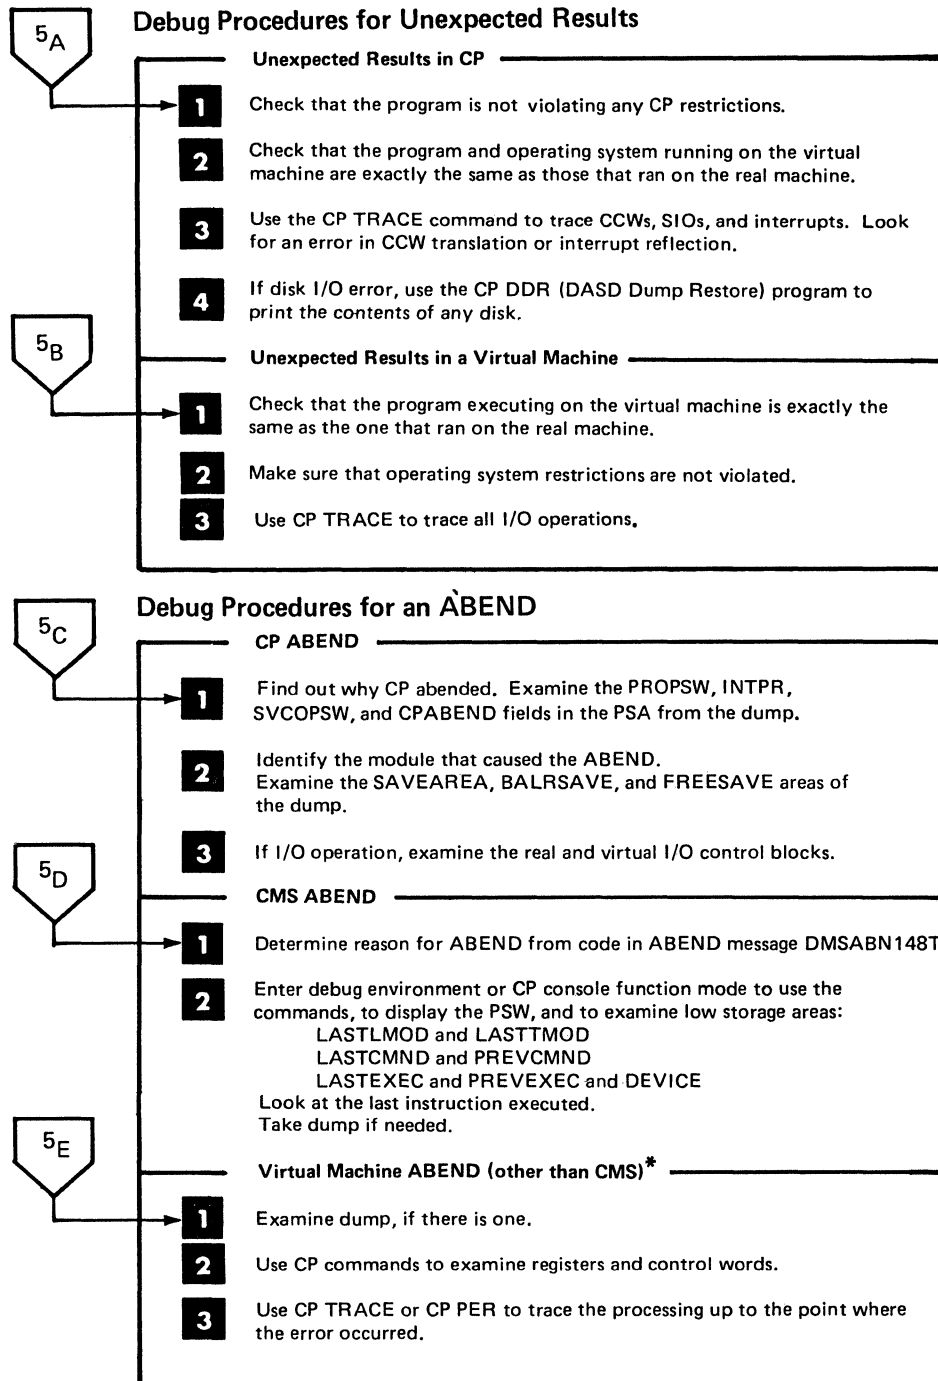 5A
Debug Procedures for Unexpected Results
Unexpected Results in CP
1 Check that the program is not violating any CP restrictions.
2 Check that the program and operating system running on the virtual
machine are exactly the same as those that ran on the real machine.
3 Use the CP TRACE command to trace CCWs, SIOs, and interrupts. Look
for an error in CCW translation or interrupt reflection.
4 If disk I/O error, use the CP DDR (DASD Dump Restore) program to
print the contents of any disk.
5B
Unexpected Results in a Virtual Machine
1 Check that the program executing on the virtual machine is exactly the
same as the one that ran on the real machine.
2 Make sure that operating system restrictions are not violated.
3 Use CP TRACE to trace all I/O operations.
Debug Procedures for an ABEND
5C
CP ABEND
1 Find out why CP abended. Examine the PROPSW, INTPR,
SVCOPSW, and CPABEND fields in the PSA from the dump.
2 Identify the module that caused the ABEND.
Examine the SAVEAREA, BALRSAVE, and FREESAVE areas of
the dump.
3 If I/O operation, examine the real and virtual I/O control blocks.
5D
CMS ABEND
1 Determine reason for ABEND from code in ABEND message DMSABN148T
2 Enter debug environment or CP console function mode to use the
commands, to display the PSW, and to examine low storage areas:
LASTLMOD and LASTTMOD
LASTCMND and PREVCMND
LASTEXEC and PREVEXEC and DEVICE
Look at the last instruction executed.
Take dump if needed.
5E
Virtual Machine ABEND (other than CMS)*
1 Examine dump, if there is one.
2 Use CP commands to examine registers and control words.
3 Use CP TRACE or CP PER to trace the processing up to the point where
the error occurred.